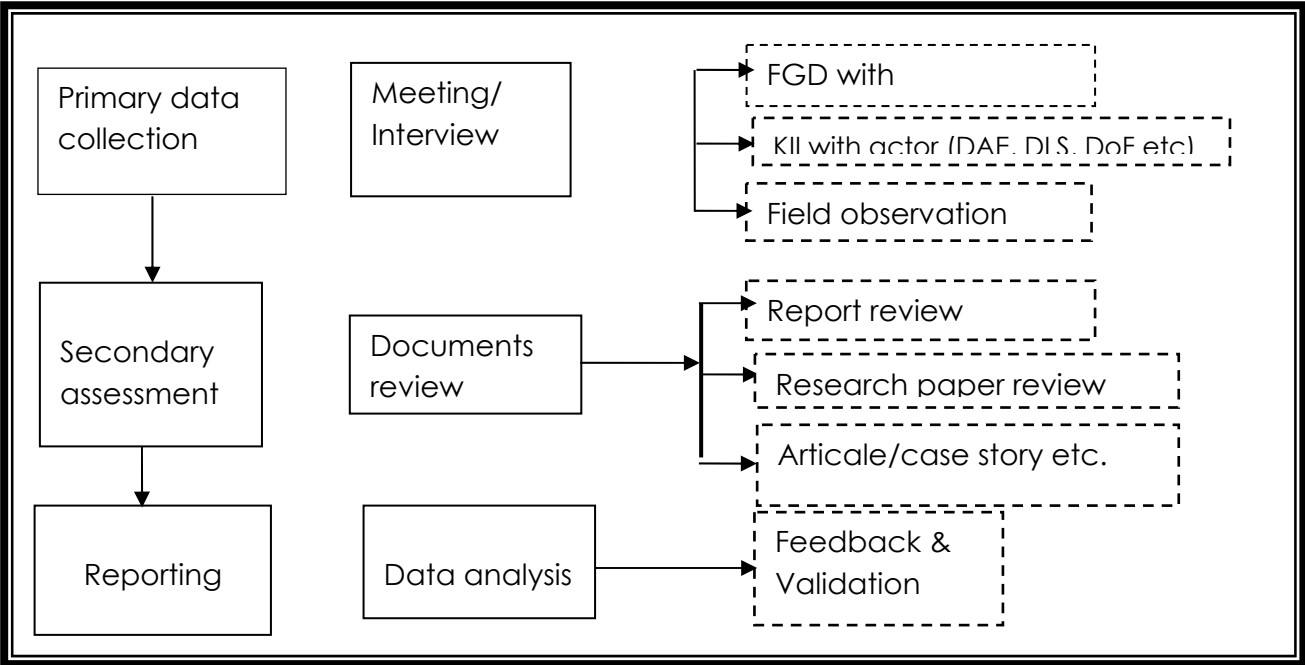 Primary data
collection
Meeting/
Interview
FGD with
KII with actor (DAE, DLS, DoF etc)
Field observation
Secondary
assessment
Documents
review
Report review
Research paper review
Articale/case story etc.
Reporting
Data analysis
Feedback &
Validation